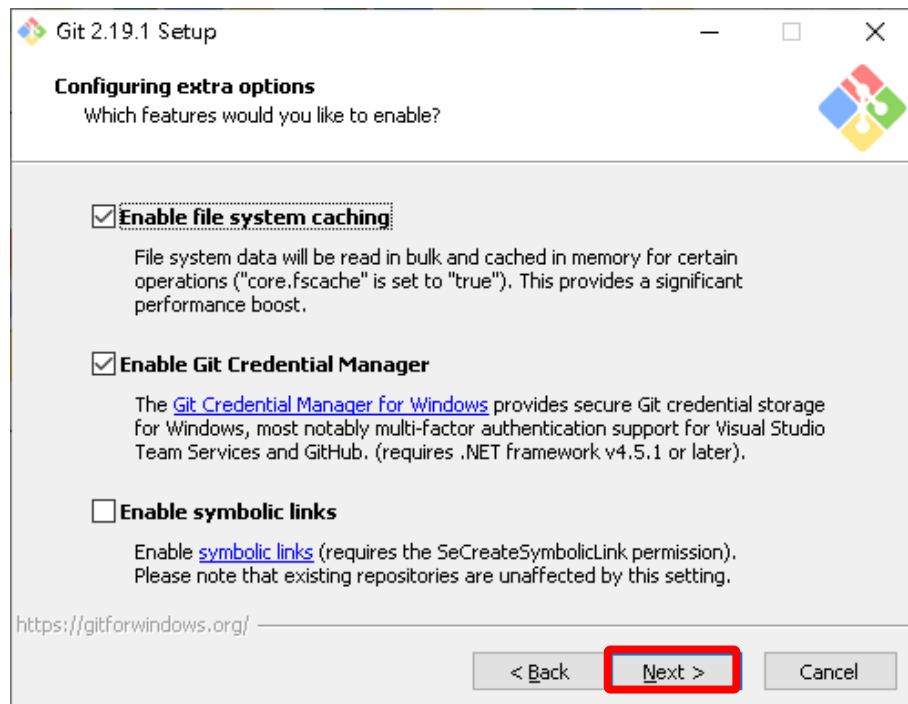 Git 2.19.1 Setup
Configuring extra options
Which features would you like to enable?
Enable file system caching
File system data will be read in bulk and cached in memory for certain
operations ("core.fscache" is set to "true"). This provides a significant
performance boost.
Enable Git Credential Manager
The Git Credential Manager for Windows provides secure Git credential storage
for Windows, most notably multi-factor authentication support for Visual Studio
Team Services and GitHub. (requires .NET framework v4.5.1 or later).
Enable symbolic links
Enable symbolic links (requires the SeCreateSymbolicLink permission).
Please note that existing repositories are unaffected by this setting.
https://gitforwindows.org/
< Back Next > Cancel